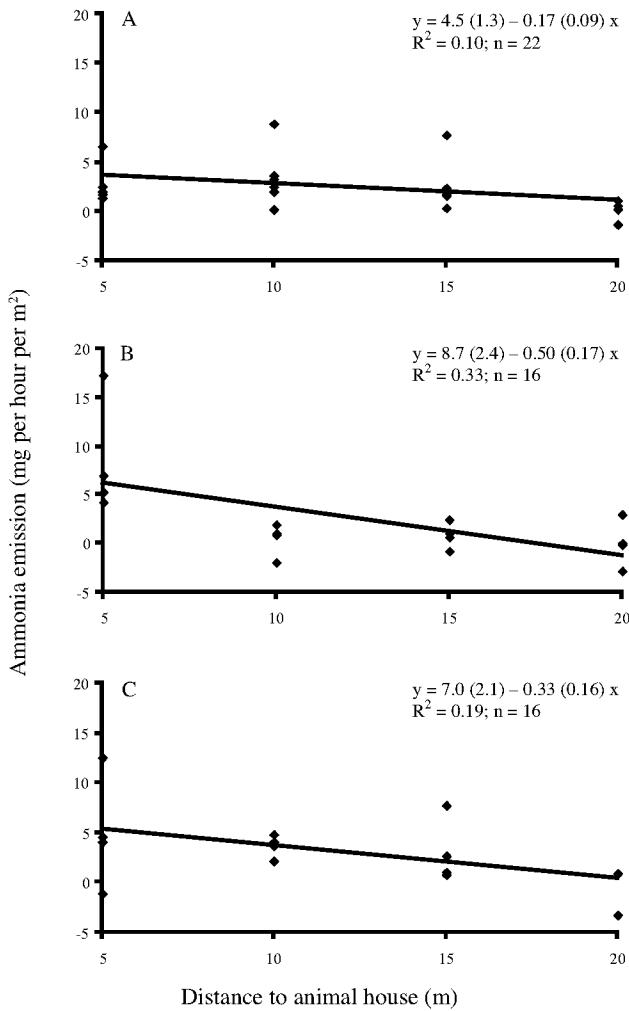 Ammonia emission (mg per hour per m²)
A
y = 4.5 (1.3) – 0.17 (0.09) x
R² = 0.10; n = 22
20
15
10
5
0
-5
5 10 15 20
B
y = 8.7 (2.4) – 0.50 (0.17) x
R² = 0.33; n = 16
20
15
10
5
0
-5
5 10 15 20
C
y = 7.0 (2.1) – 0.33 (0.16) x
R² = 0.19; n = 16
20
15
10
5
0
-5
5 10 15 20
Distance to animal house (m)